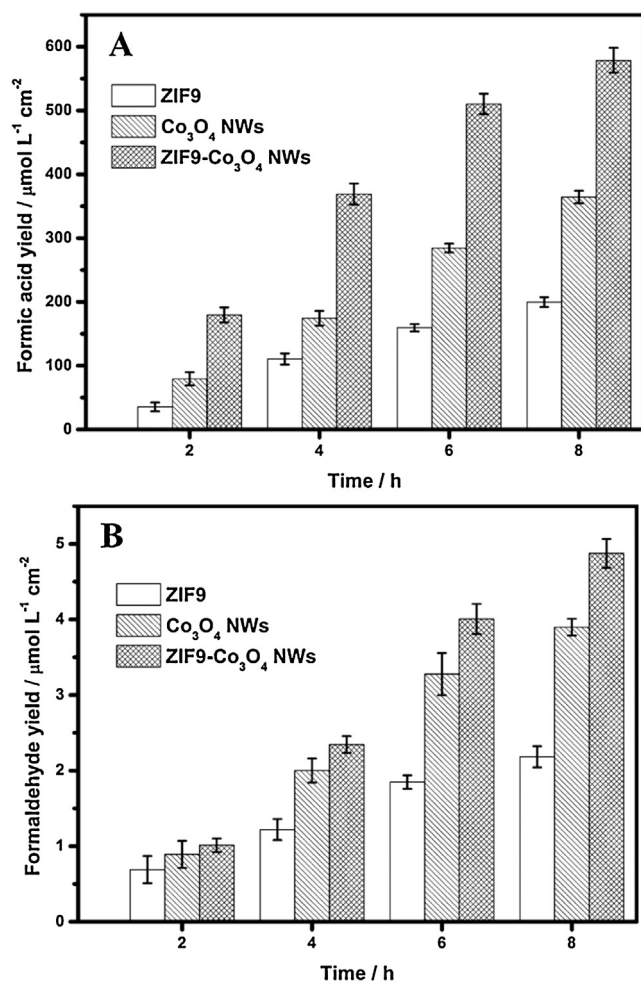 A
ZIF9
Co₃O₄ NWs
ZIF9-Co₃O₄ NWs
Formic acid yield / μmol L⁻¹ cm⁻²
600
500
400
300
200
100
0
2 4 6 8
Time / h
B
ZIF9
Co₃O₄ NWs
ZIF9-Co₃O₄ NWs
Formaldehyde yield / μmol L⁻¹ cm⁻²
5
4
3
2
1
0
2 4 6 8
Time / h